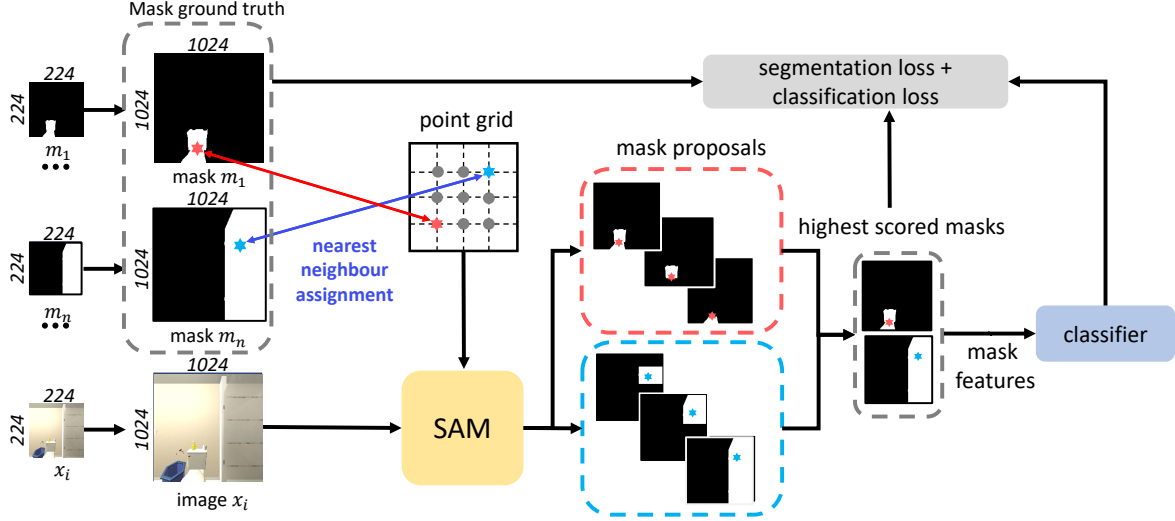 Mask ground truth
1024
224
224
1024
m₁
•••
mask m₁
point grid
segmentation loss +
classification loss
mask proposals
1024
224
224
1024
mₙ
•••
mask mₙ
nearest
neighbour
assignment
highest scored masks
mask
features
classifier
1024
224
224
1024
xᵢ
image xᵢ
SAM